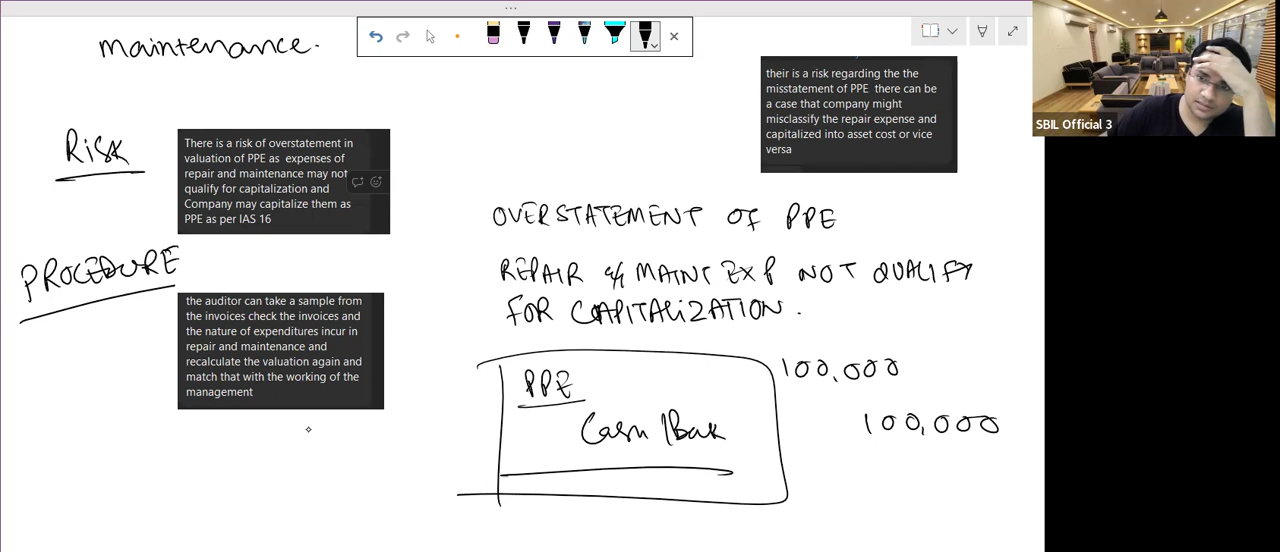 maintenance.
their is a risk regarding the the
misstatement of PPE there can be
a case that company might
misclassify the repair expense and
capitalized into asset cost or vice
versa
SBIL Official 3
RISK
There is a risk of overstatement in
valuation of PPE as expenses of
repair and maintenance may not
qualify for capitalization and
Company may capitalize them as
PPE as per IAS 16
OVERSTATEMENT OF PPE
PROCEDURE
REPAIR & MAINT EXP NOT QUALIFY
FOR CAPITALIZATION.
the auditor can take a sample from
the invoices check the invoices and
the nature of expenditures incur in
repair and maintenance and
recalculate the valuation again and
match that with the working of the
management
PPE 100,000
Cash/Bak 100,000